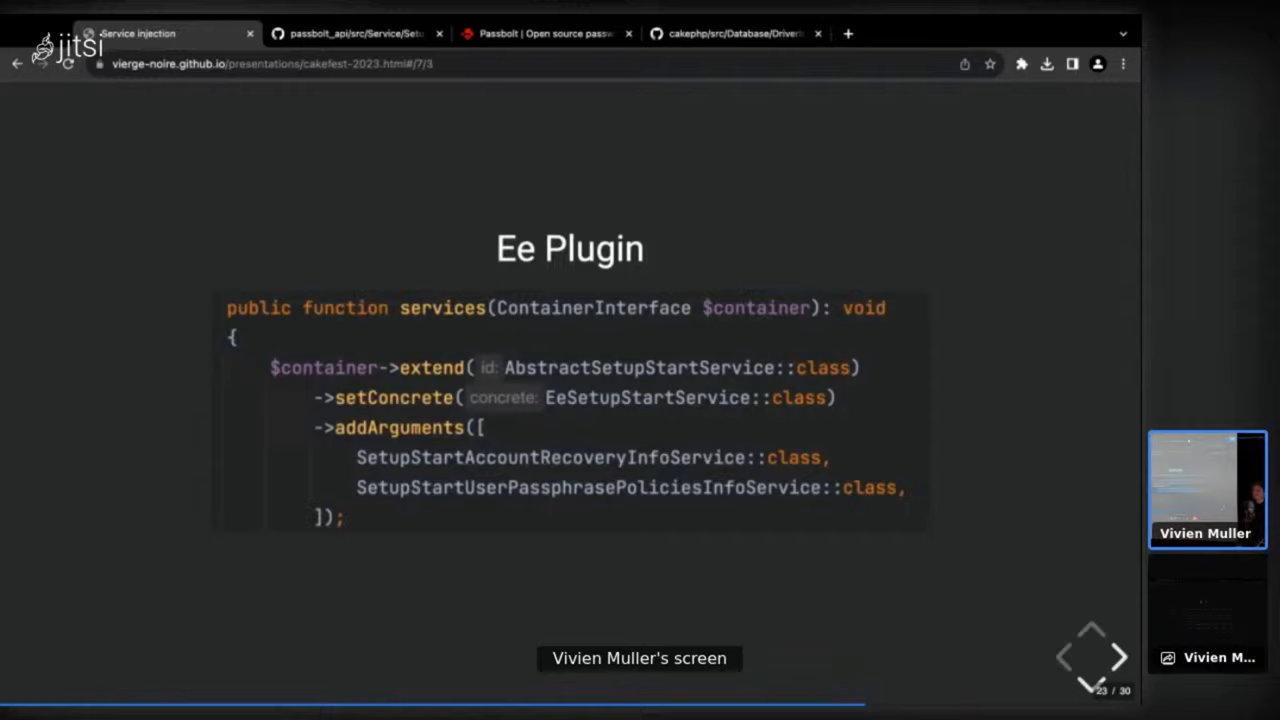 jitsi
Service injection
passbolt_api/src/Service/Setu
Passbolt | Open source passw
cakephp/src/Database/Driver
vierge-noire.github.io/presentations/cakefest-2023.html#/7/3
Ee Plugin
public function services(ContainerInterface $container): void
{
$container->extend( id: AbstractSetupStartService::class)
->setConcrete( concrete: EeSetupStartService::class)
->addArguments([
SetupStartAccountRecoveryInfoService::class,
SetupStartUserPassphrasePoliciesInfoService::class,
]);
Vivien Muller
Vivien M...
Vivien Muller's screen
23 / 30